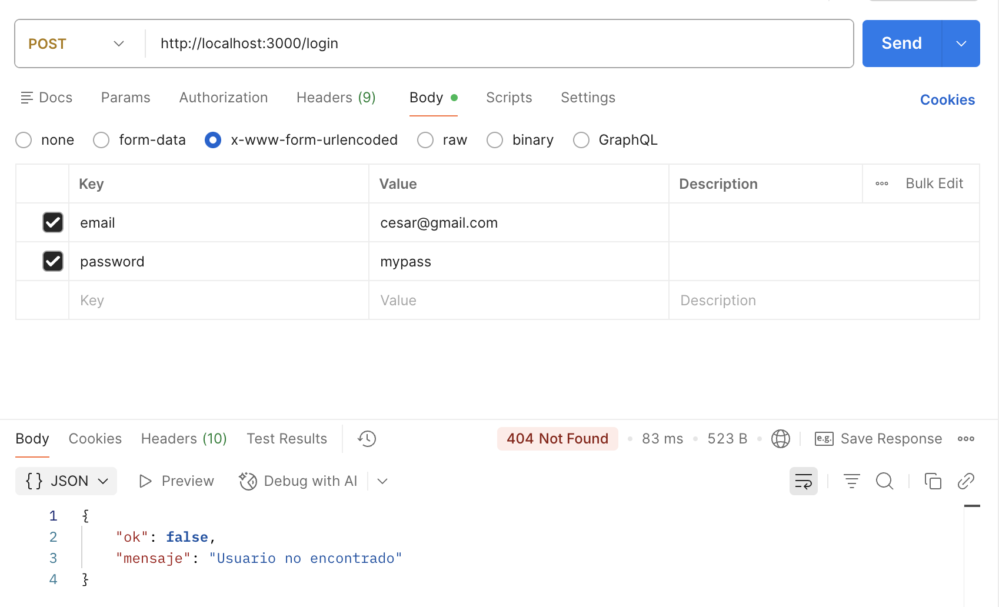 POST http://localhost:3000/login Send
Docs Params Authorization Headers (9) Body Scripts Settings Cookies
none form-data x-www-form-urlencoded raw binary GraphQL
Key Value Description Bulk Edit
email cesar@gmail.com
password mypass
Key Value Description
Body Cookies Headers (10) Test Results 404 Not Found 83 ms 523 B e.g. Save Response
{} JSON Preview Debug with AI
1 {
2 "ok": false,
3 "mensaje": "Usuario no encontrado"
4 }